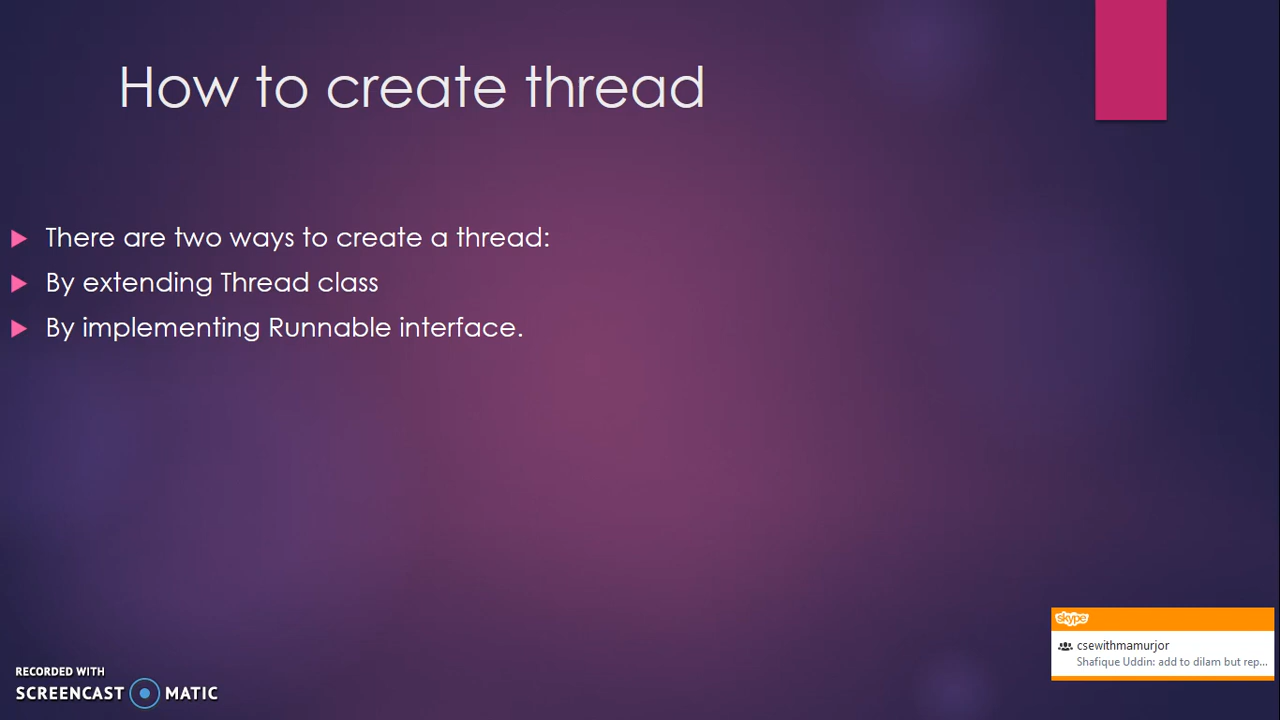 How to create thread
There are two ways to create a thread:
By extending Thread class
By implementing Runnable interface.
skype
csewithmamurjor
Shafique Uddin: add to dilam but rep...
RECORDED WITH
SCREENCAST MATIC